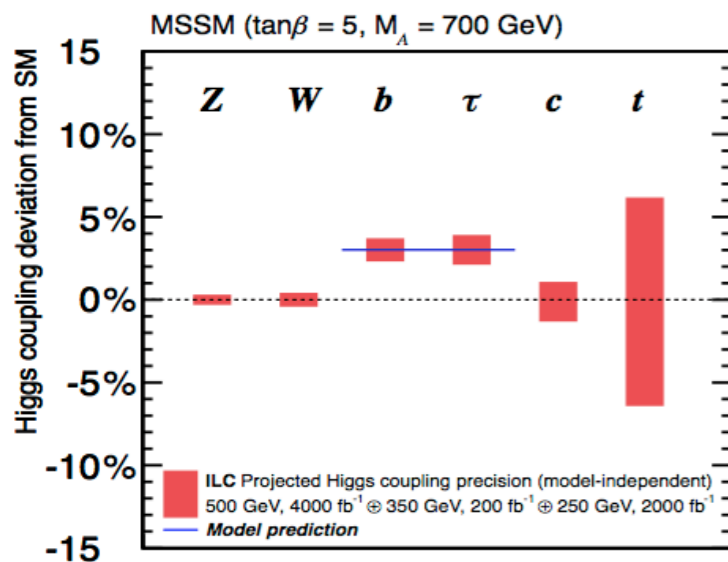 MSSM (tanβ = 5, M_A = 700 GeV)
Higgs coupling deviation from SM
15
10%
5%
0%
-5%
-10%
-15
Z W b τ c t
ILC Projected Higgs coupling precision (model-independent)
500 GeV, 4000 fb⁻¹ ⊕ 350 GeV, 200 fb⁻¹ ⊕ 250 GeV, 2000 fb⁻¹
Model prediction